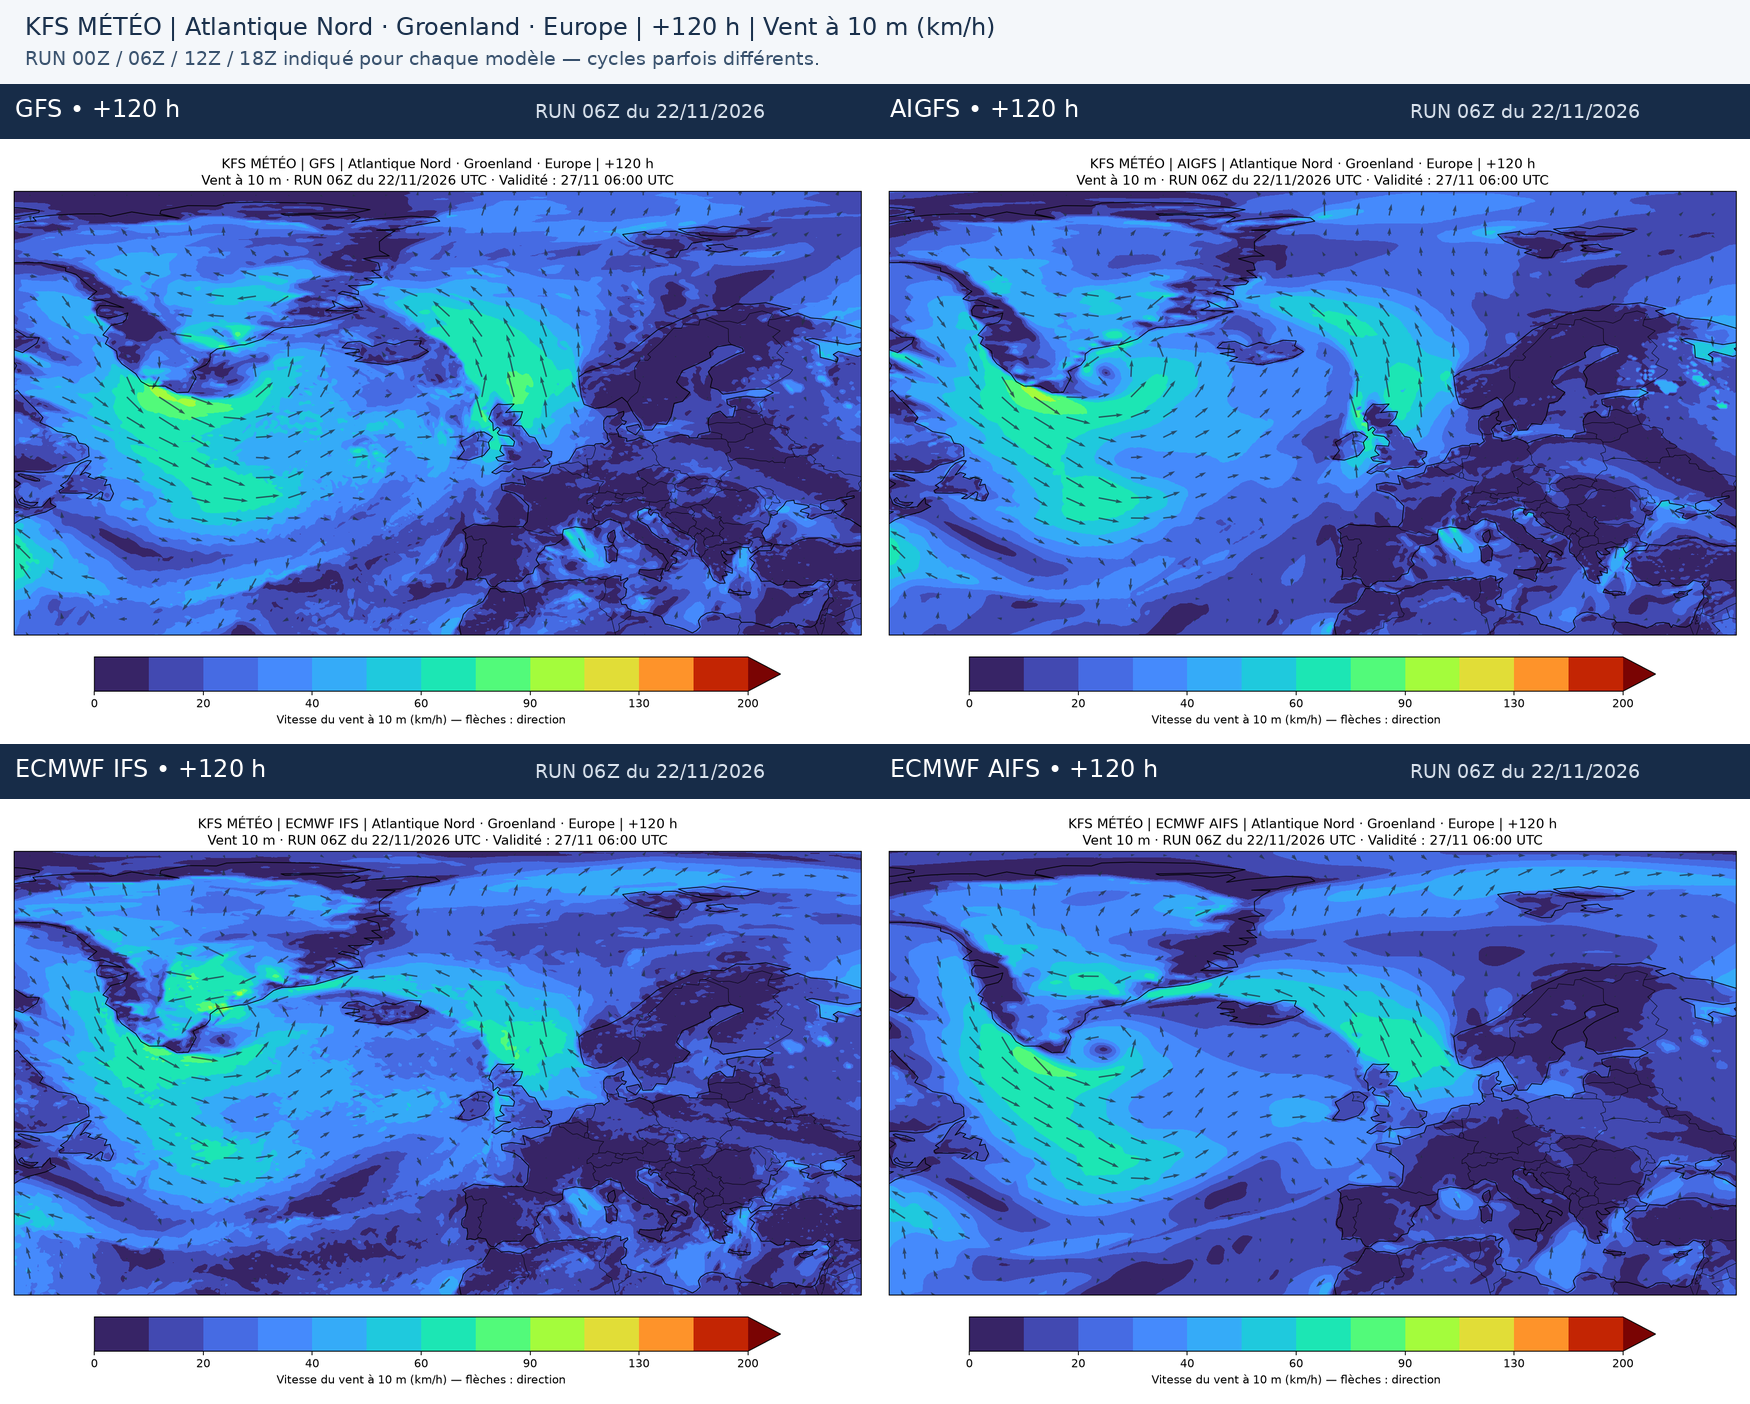 KFS MÉTÉO | Atlantique Nord · Groenland · Europe | +120 h | Vent à 10 m (km/h)
RUN 00Z / 06Z / 12Z / 18Z indiqué pour chaque modèle — cycles parfois différents.
GFS • +120 h
RUN 06Z du 22/11/2026
KFS MÉTÉO | GFS | Atlantique Nord · Groenland · Europe | +120 h
Vent à 10 m · RUN 06Z du 22/11/2026 UTC · Validité : 27/11 06:00 UTC
0 20 40 60 90 130 200
Vitesse du vent à 10 m (km/h) — flèches : direction
AIGFS • +120 h
RUN 06Z du 22/11/2026
KFS MÉTÉO | AIGFS | Atlantique Nord · Groenland · Europe | +120 h
Vent à 10 m · RUN 06Z du 22/11/2026 UTC · Validité : 27/11 06:00 UTC
0 20 40 60 90 130 200
Vitesse du vent à 10 m (km/h) — flèches : direction
ECMWF IFS • +120 h
RUN 06Z du 22/11/2026
KFS MÉTÉO | ECMWF IFS | Atlantique Nord · Groenland · Europe | +120 h
Vent 10 m · RUN 06Z du 22/11/2026 UTC · Validité : 27/11 06:00 UTC
0 20 40 60 90 130 200
Vitesse du vent à 10 m (km/h) — flèches : direction
ECMWF AIFS • +120 h
RUN 06Z du 22/11/2026
KFS MÉTÉO | ECMWF AIFS | Atlantique Nord · Groenland · Europe | +120 h
Vent 10 m · RUN 06Z du 22/11/2026 UTC · Validité : 27/11 06:00 UTC
0 20 40 60 90 130 200
Vitesse du vent à 10 m (km/h) — flèches : direction